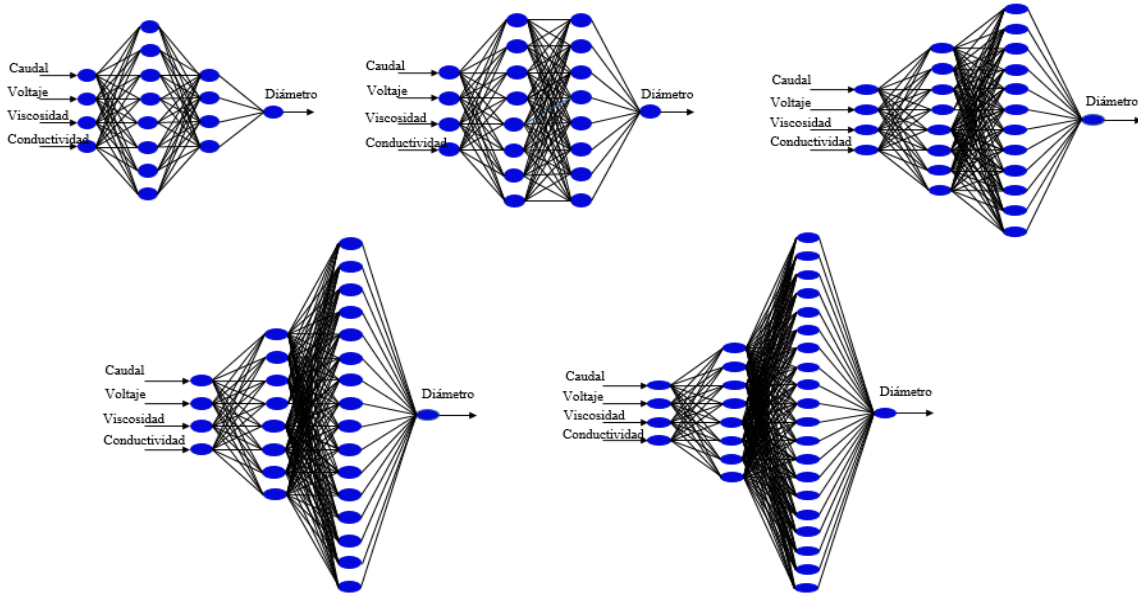 Caudal
Voltaje
Viscosidad
Conductividad
Diámetro
Caudal
Voltaje
Viscosidad
Conductividad
Diámetro
Caudal
Voltaje
Viscosidad
Conductividad
Diámetro
Caudal
Voltaje
Viscosidad
Conductividad
Diámetro
Caudal
Voltaje
Viscosidad
Conductividad
Diámetro